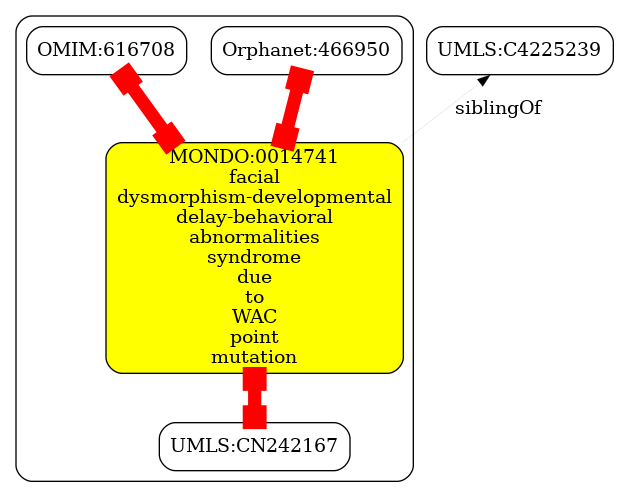 OMIM:616708
Orphanet:466950
UMLS:C4225239
siblingOf
MONDO:0014741
facial
dysmorphism-developmental
delay-behavioral
abnormalities
syndrome
due
to
WAC
point
mutation
UMLS:CN242167